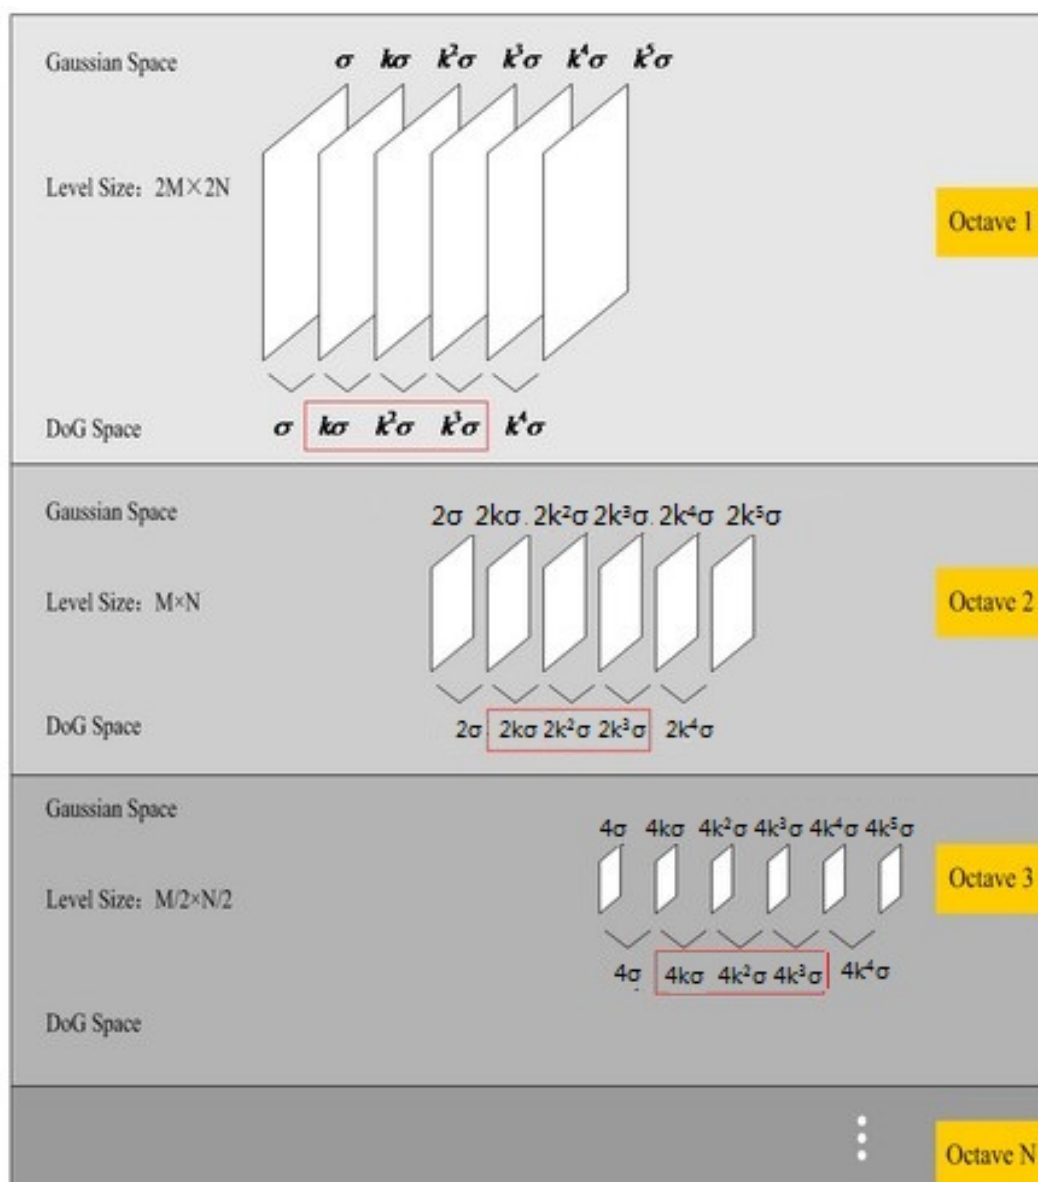 Gaussian Space σ kσ k²σ k³σ k⁴σ k⁵σ
Level Size: 2M×2N
Octave 1
DoG Space σ kσ k²σ k³σ k⁴σ
Gaussian Space
2σ 2kσ 2k²σ 2k³σ 2k⁴σ 2k⁵σ
Level Size: M×N
Octave 2
DoG Space 2σ 2kσ 2k²σ 2k³σ 2k⁴σ
Gaussian Space
4σ 4kσ 4k²σ 4k³σ 4k⁴σ 4k⁵σ
Level Size: M/2×N/2
Octave 3
4σ 4kσ 4k²σ 4k³σ 4k⁴σ
DoG Space
Octave N